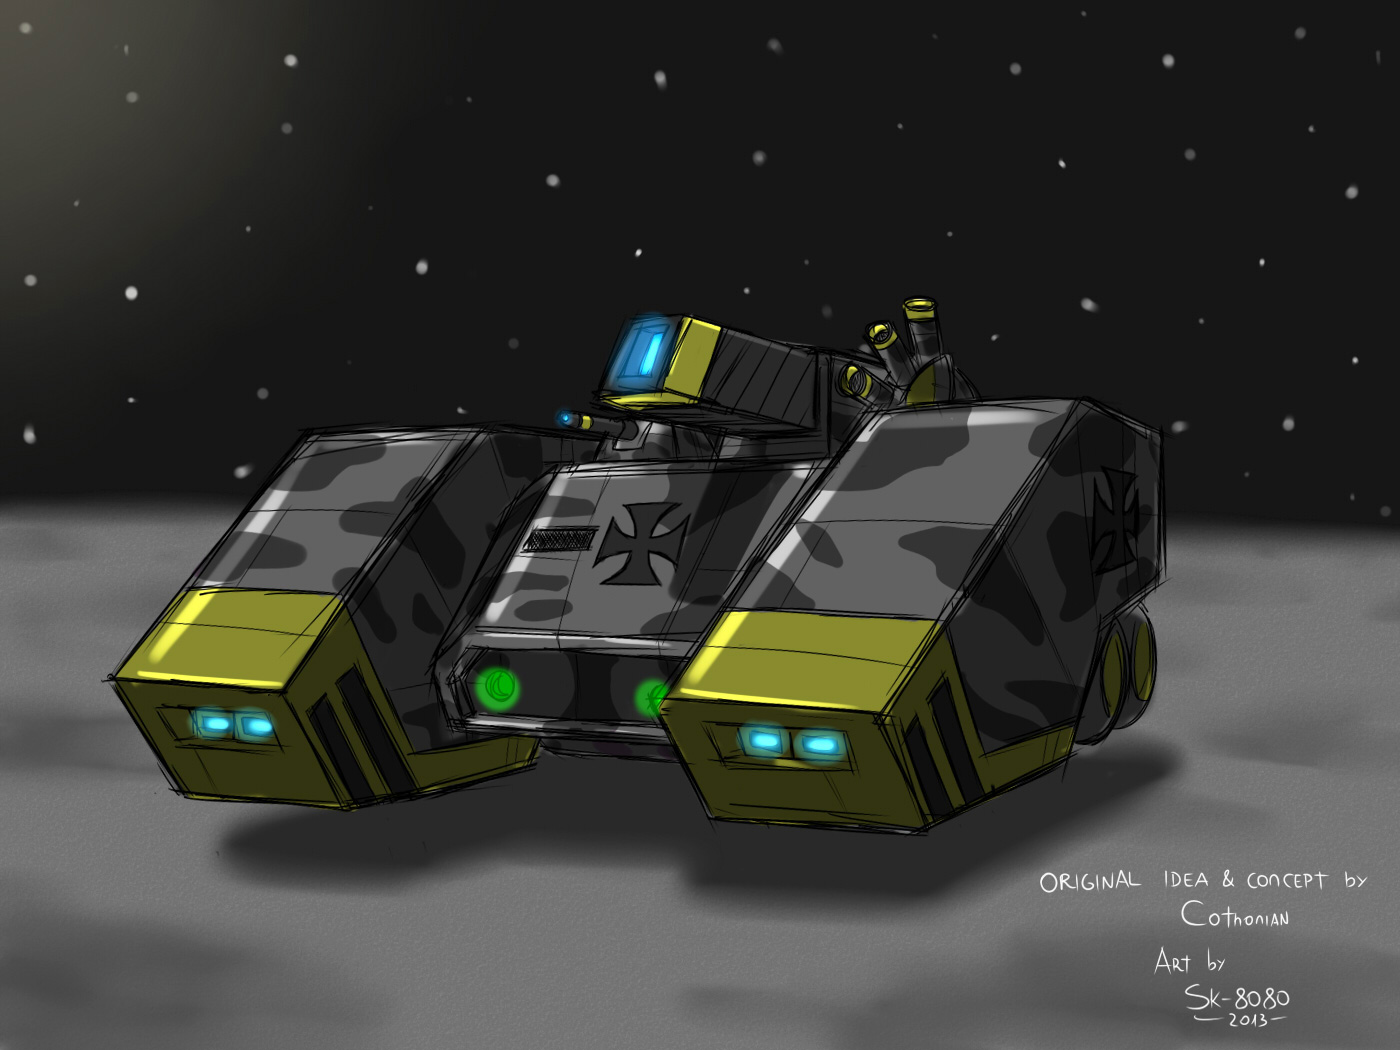 ORIGINAL IDEA & CONCEPT by
Cothonian
Art by
Sk-8080
-2013-